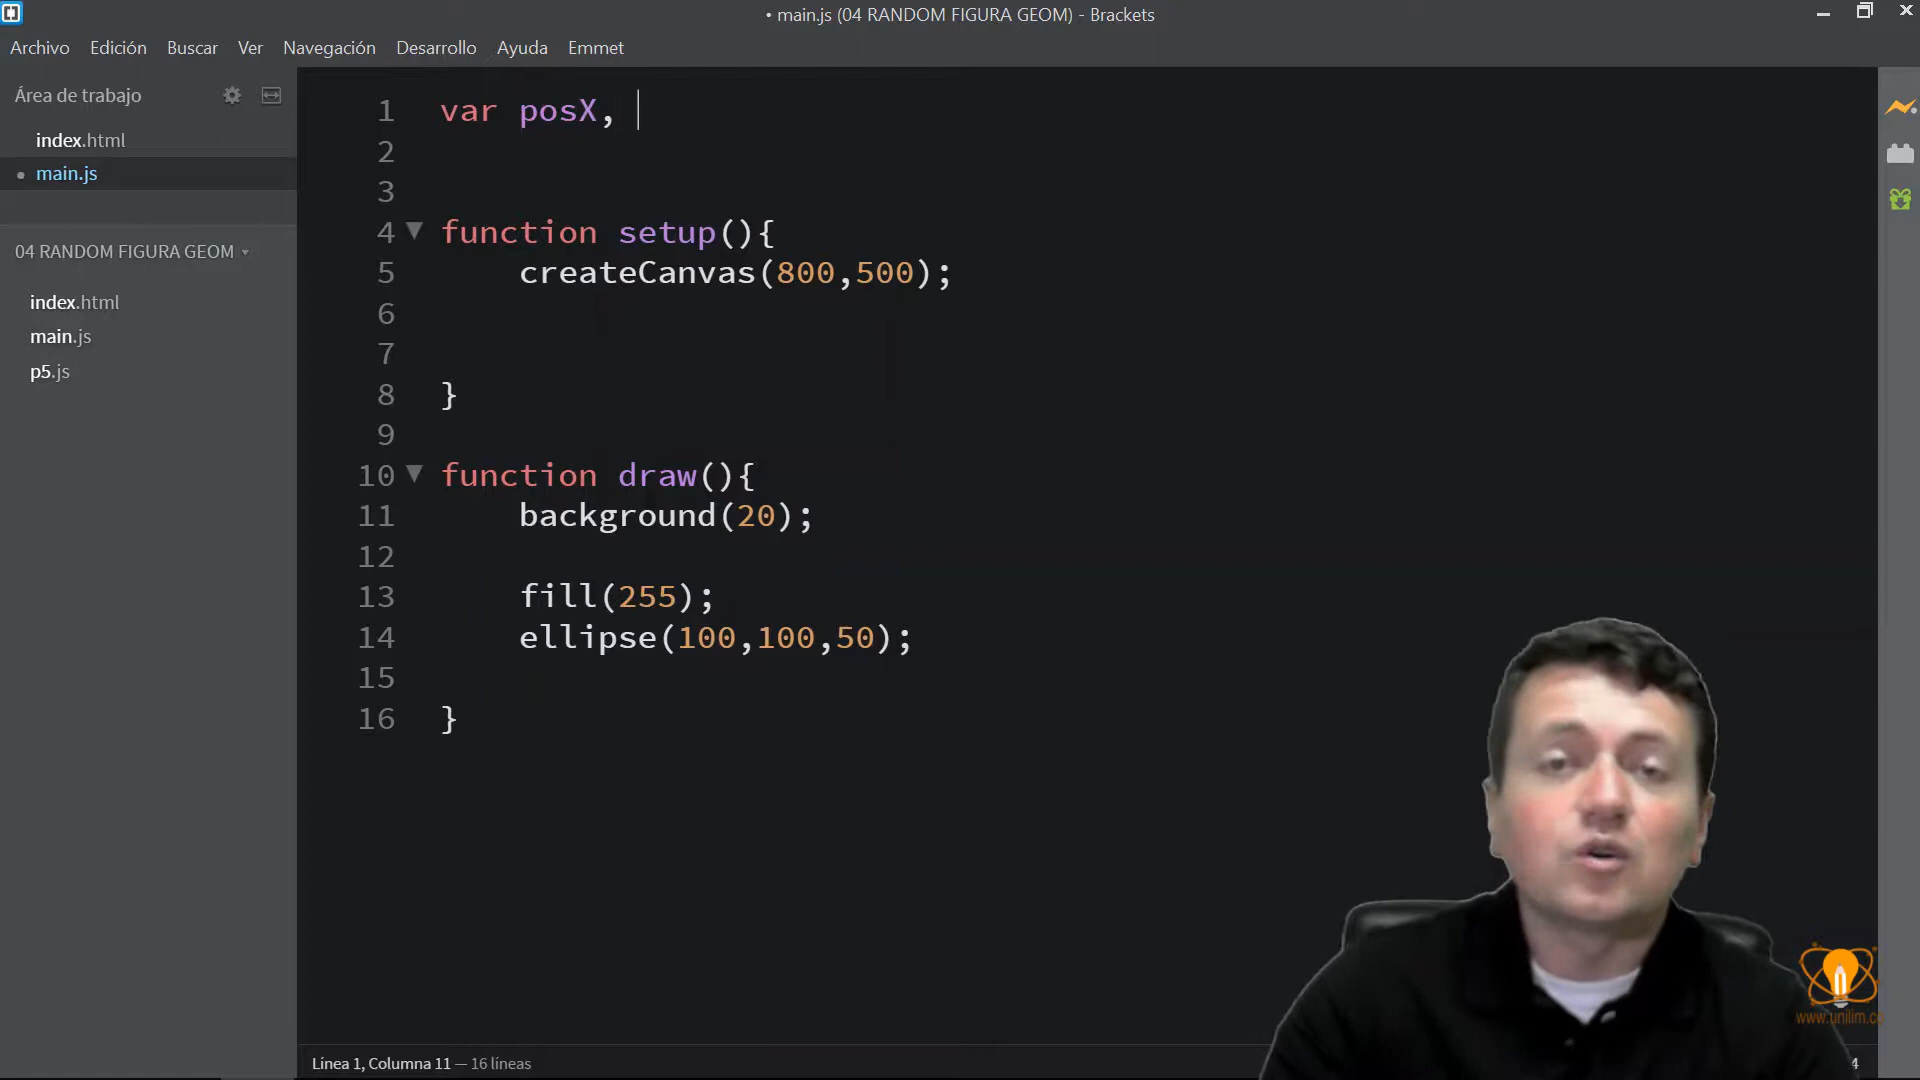 • main.js (04 RANDOM FIGURA GEOM) - Brackets
Archivo Edición Buscar Ver Navegación Desarrollo Ayuda Emmet
Área de trabajo
index.html
• main.js
04 RANDOM FIGURA GEOM
index.html
main.js
p5.js
1 var posX,
2
3
4 function setup(){
5 createCanvas(800,500);
6
7
8 }
9
10 function draw(){
11 background(20);
12
13 fill(255);
14 ellipse(100,100,50);
15
16 }
Línea 1, Columna 11 — 16 líneas
4